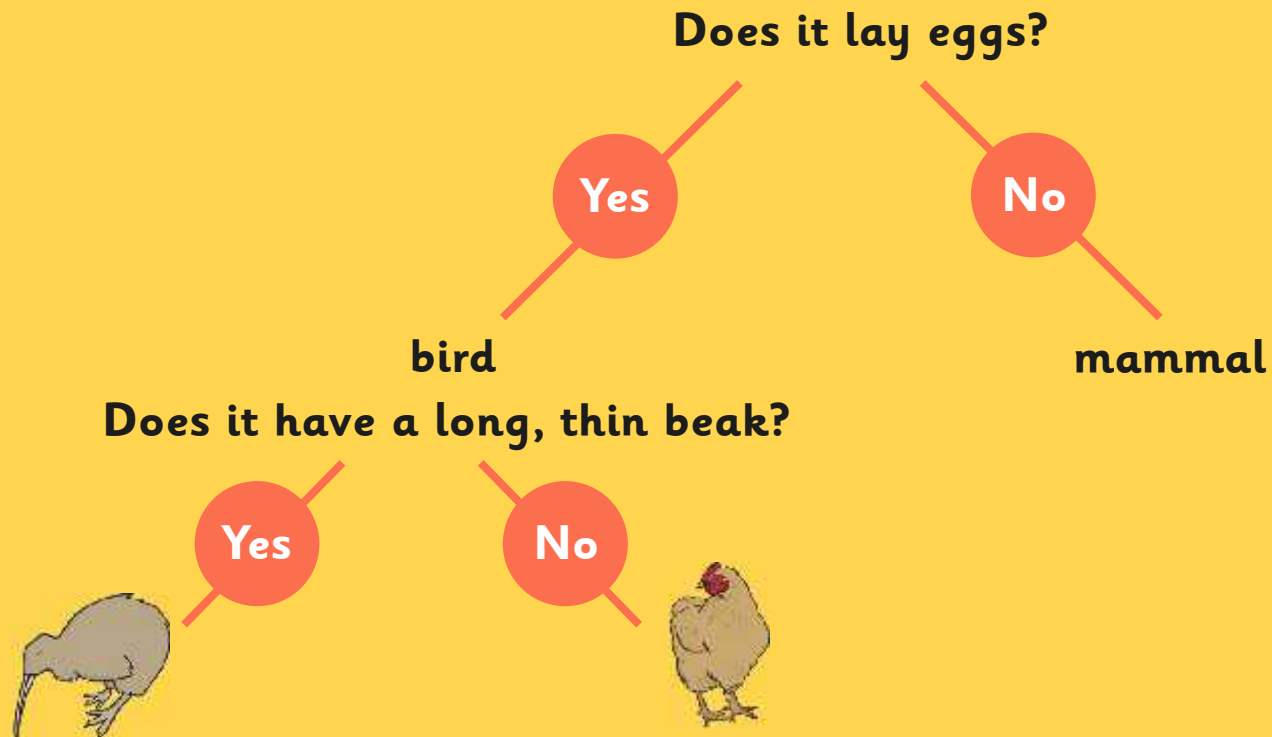 Does it lay eggs?
Yes
No
bird
mammal
Does it have a long, thin beak?
Yes
No